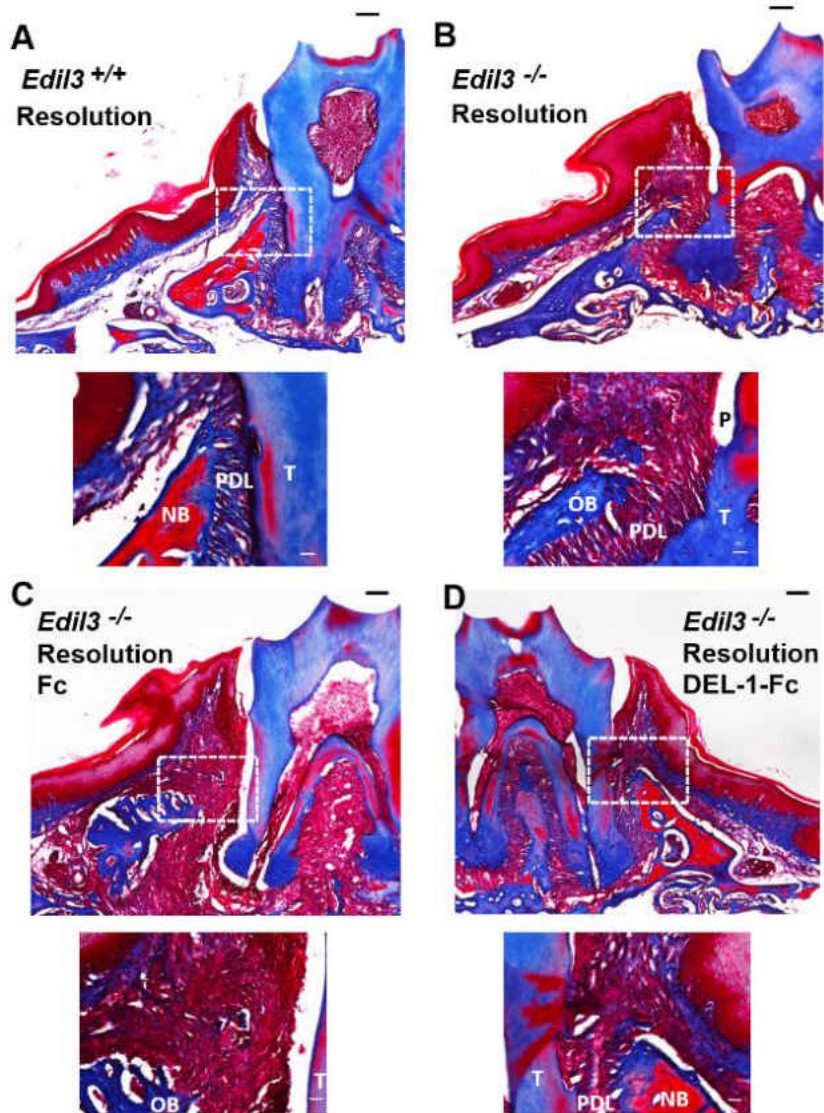 A
Edil3 +/+
Resolution
B
Edil3 -/-
Resolution
NB
PDL
T
P
OB
PDL
T
C
Edil3 -/-
Resolution
Fc
D
Edil3 -/-
Resolution
DEL-1-Fc
OB
T
T
PDL
NB